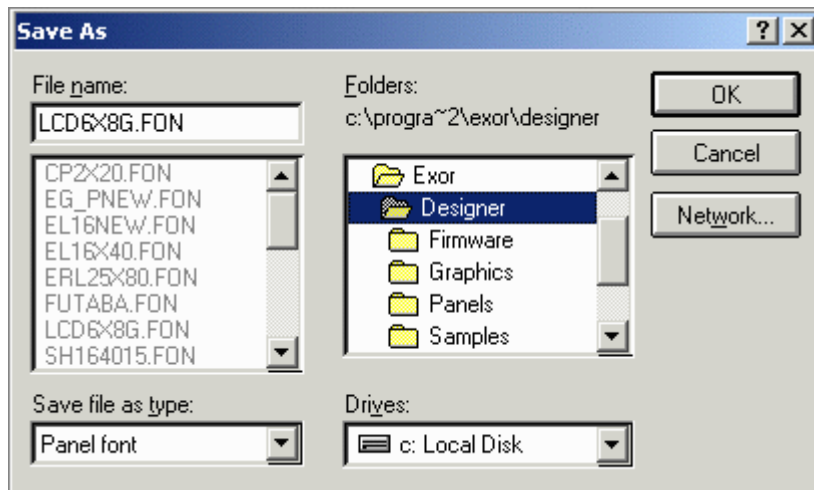 Save As
File name:
LCD6X8G.FON
CP2X20.FON
EG_PNEW.FON
EL16NEW.FON
EL16X40.FON
ERL25X80.FON
FUTABA.FON
LCD6X8G.FON
SH164015.FON
Save file as type:
Panel font
Folders:
c:\progra~2\exor\designer
Exor
Designer
Firmware
Graphics
Panels
Samples
Drives:
c: Local Disk
OK
Cancel
Network...